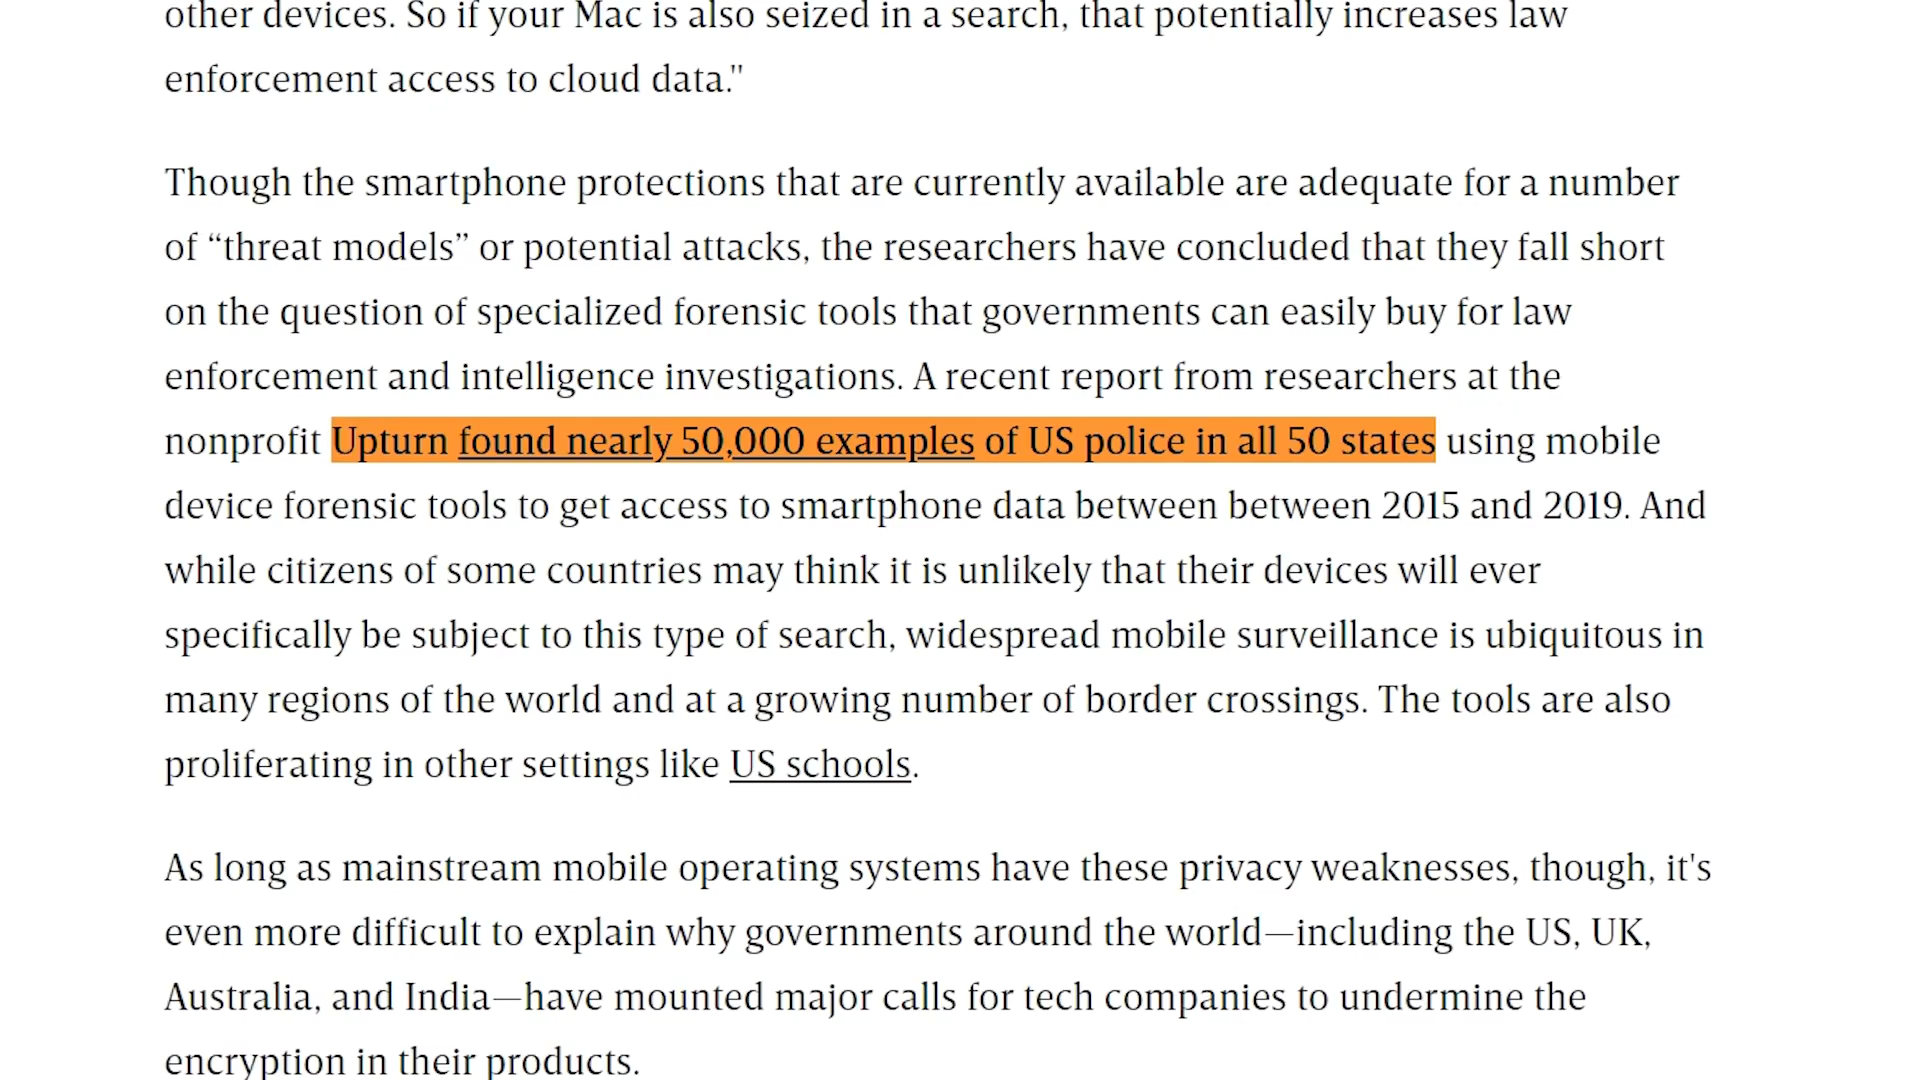 other devices. So if your Mac is also seized in a search, that potentially increases law
enforcement access to cloud data."
Though the smartphone protections that are currently available are adequate for a number
of “threat models” or potential attacks, the researchers have concluded that they fall short
on the question of specialized forensic tools that governments can easily buy for law
enforcement and intelligence investigations. A recent report from researchers at the
nonprofit Upturn found nearly 50,000 examples of US police in all 50 states using mobile
device forensic tools to get access to smartphone data between between 2015 and 2019. And
while citizens of some countries may think it is unlikely that their devices will ever
specifically be subject to this type of search, widespread mobile surveillance is ubiquitous in
many regions of the world and at a growing number of border crossings. The tools are also
proliferating in other settings like US schools.
As long as mainstream mobile operating systems have these privacy weaknesses, though, it's
even more difficult to explain why governments around the world—including the US, UK,
Australia, and India—have mounted major calls for tech companies to undermine the
encryption in their products.